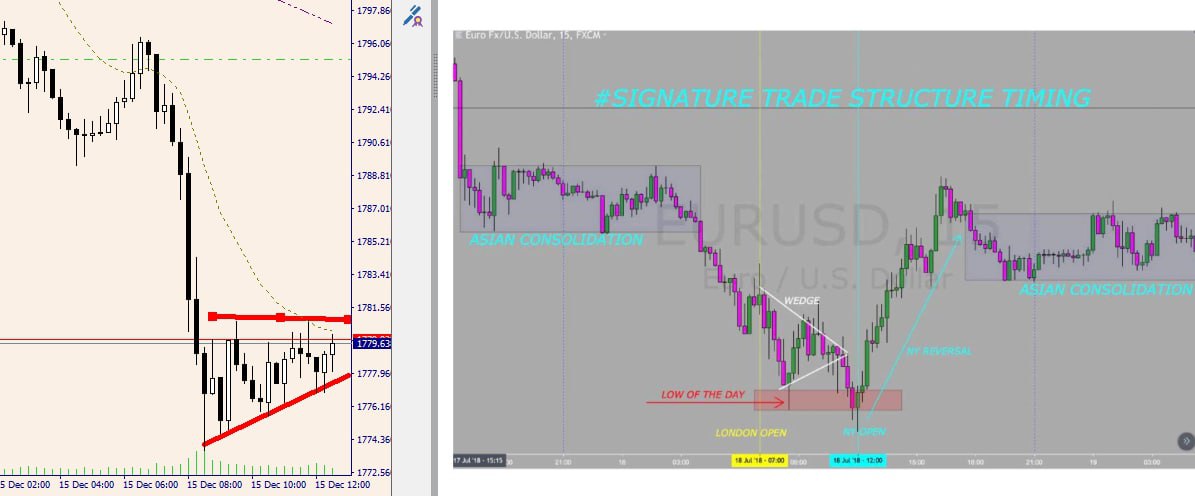 1797.86
1796.06
1794.26
1792.41
1790.61
1788.81
1787.01
1785.21
1783.41
1781.56
1779.63
1777.96
1776.16
1774.36
1772.56
15 Dec 04:00
15 Dec 06:00
15 Dec 08:00
15 Dec 10:00
15 Dec 12:00
Euro Fx/U.S. Dollar, 15, FXCM
#SIGNATURE TRADE STRUCTURE TIMING
EURUSD, 15
Euro / U.S. Dollar
ASIAN CONSOLIDATION
ASIAN CONSOLIDATION
WEDGE
NY REVERSAL
LOW OF THE DAY
LONDON OPEN
NY OPEN
17 Jul '18 - 15:15
21:00
18
03:00
18 Jul '18 - 07:00
09:00
18 Jul '18 - 12:00
15:00
18:00
21:00
19
03:00